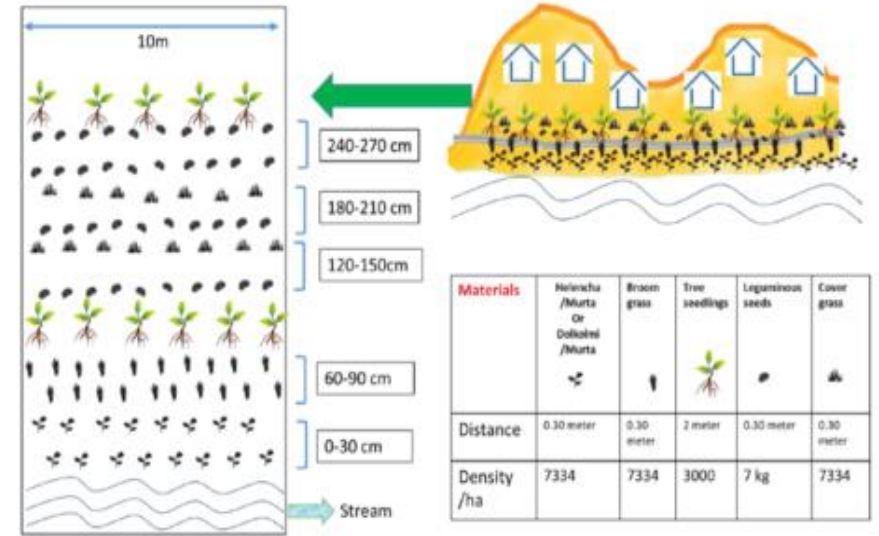 10m
240-270 cm
180-210 cm
120-150cm
60-90 cm
0-30 cm
Stream
Materials
Helencha
/Murta
Or
Dolkolmi
/Murta
Broom
grass
Tree
seedlings
Leguminous
seeds
Cover
grass
Distance
0.30 meter
0.30
meter
2 meter
0.30 meter
0.30
meter
Density
/ha
7334
7334
3000
7 kg
7334